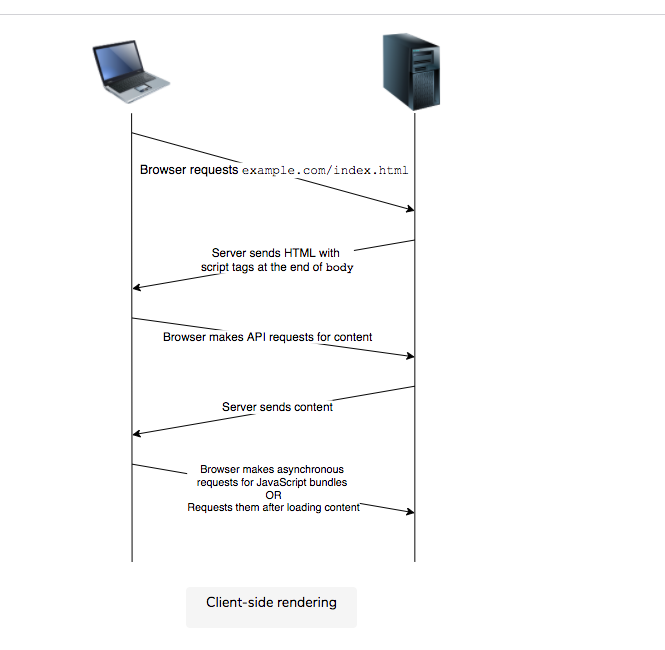 Browser requests example.com/index.html
Server sends HTML with
script tags at the end of body
Browser makes API requests for content
Server sends content
Browser makes asynchronous
requests for JavaScript bundles
OR
Requests them after loading content
Client-side rendering